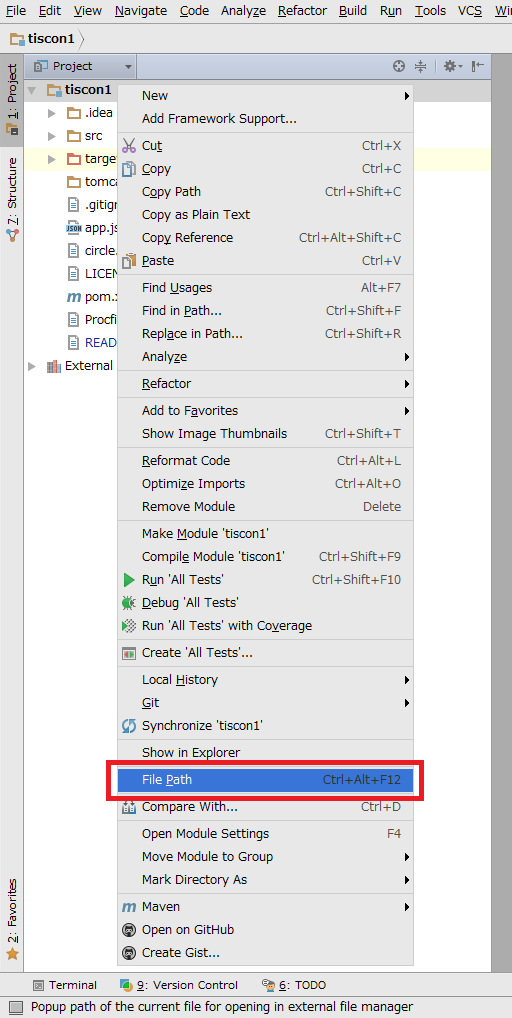 File Edit View Navigate Code Analyze Refactor Build Run Tools VCS
tiscon1
1: Project
7: Structure
2: Favorites
Project
tiscon1
.idea
src
targe
tomca
.gitign
JSON app.js
circle.
LICEN
m pom.x
Procfi
READ
External
New
Add Framework Support...
Cut Ctrl+X
Copy Ctrl+C
Copy Path Ctrl+Shift+C
Copy as Plain Text
Copy Reference Ctrl+Alt+Shift+C
Paste Ctrl+V
Find Usages Alt+F7
Find in Path... Ctrl+Shift+F
Replace in Path... Ctrl+Shift+R
Analyze
Refactor
Add to Favorites
Show Image Thumbnails Ctrl+Shift+T
Reformat Code Ctrl+Alt+L
Optimize Imports Ctrl+Alt+O
Remove Module Delete
Make Module 'tiscon1'
Compile Module 'tiscon1' Ctrl+Shift+F9
Run 'All Tests' Ctrl+Shift+F10
Debug 'All Tests'
Run 'All Tests' with Coverage
Create 'All Tests'...
Local History
Git
Synchronize 'tiscon1'
Show in Explorer
File Path Ctrl+Alt+F12
Compare With... Ctrl+D
Open Module Settings F4
Move Module to Group
Mark Directory As
m Maven
Open on GitHub
Create Gist...
Terminal 9: Version Control 6: TODO
Popup path of the current file for opening in external file manager